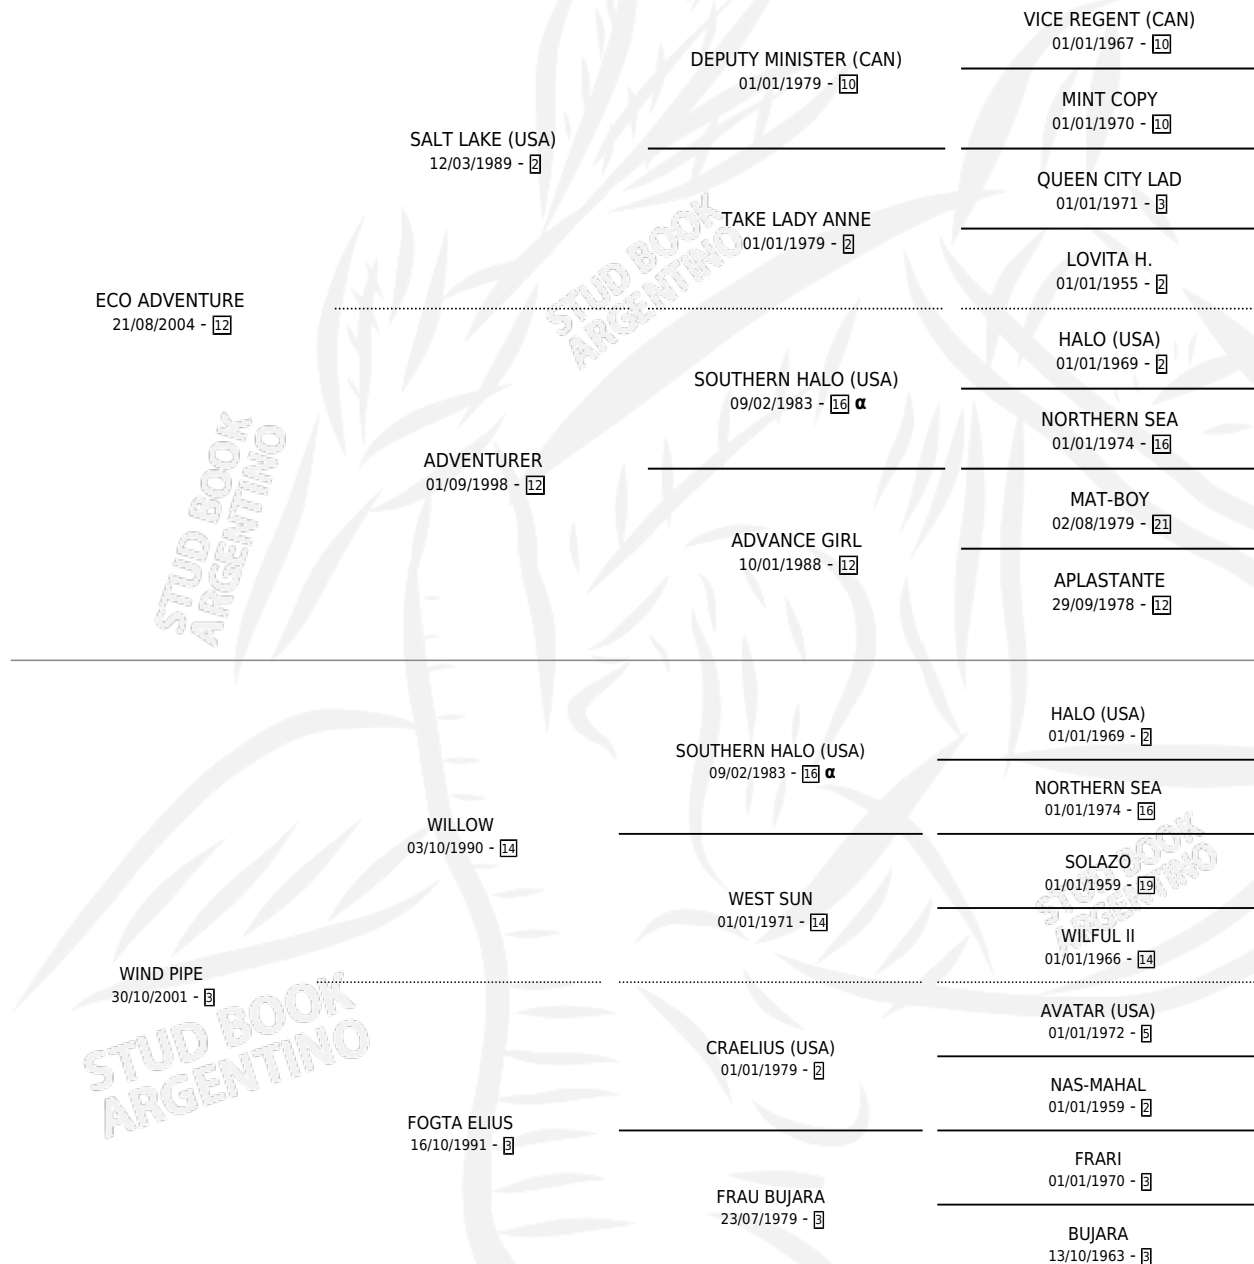 VICE REGENT (CAN)
01/01/1967 - 10
DEPUTY MINISTER (CAN)
01/01/1979 - 10
MINT COPY
01/01/1970 - 10
SALT LAKE (USA)
12/03/1989 - 2
QUEEN CITY LAD
01/01/1971 - 3
TAKE LADY ANNE
01/01/1979 - 2
LOVITA H.
01/01/1955 - 2
ECO ADVENTURE
21/08/2004 - 12
HALO (USA)
01/01/1969 - 2
SOUTHERN HALO (USA)
09/02/1983 - 16 α
NORTHERN SEA
01/01/1974 - 16
ADVENTURER
01/09/1998 - 12
MAT-BOY
02/08/1979 - 21
ADVANCE GIRL
10/01/1988 - 12
APLASTANTE
29/09/1978 - 12
HALO (USA)
01/01/1969 - 2
SOUTHERN HALO (USA)
09/02/1983 - 16 α
NORTHERN SEA
01/01/1974 - 16
WILLOW
03/10/1990 - 14
SOLAZO
01/01/1959 - 19
WEST SUN
01/01/1971 - 14
WILFUL II
01/01/1966 - 14
WIND PIPE
30/10/2001 - 3
AVATAR (USA)
01/01/1972 - 5
CRAELIUS (USA)
01/01/1979 - 2
NAS-MAHAL
01/01/1959 - 2
FOGTA ELIUS
16/10/1991 - 3
FRARI
01/01/1970 - 3
FRAU BUJARA
23/07/1979 - 3
BUJARA
13/10/1963 - 3
STUD BOOK
ARGENTINO
STUD BOOK
ARGENTINO
STUD BOOK
ARGENTINO
STUD BOOK
ARGENTINO